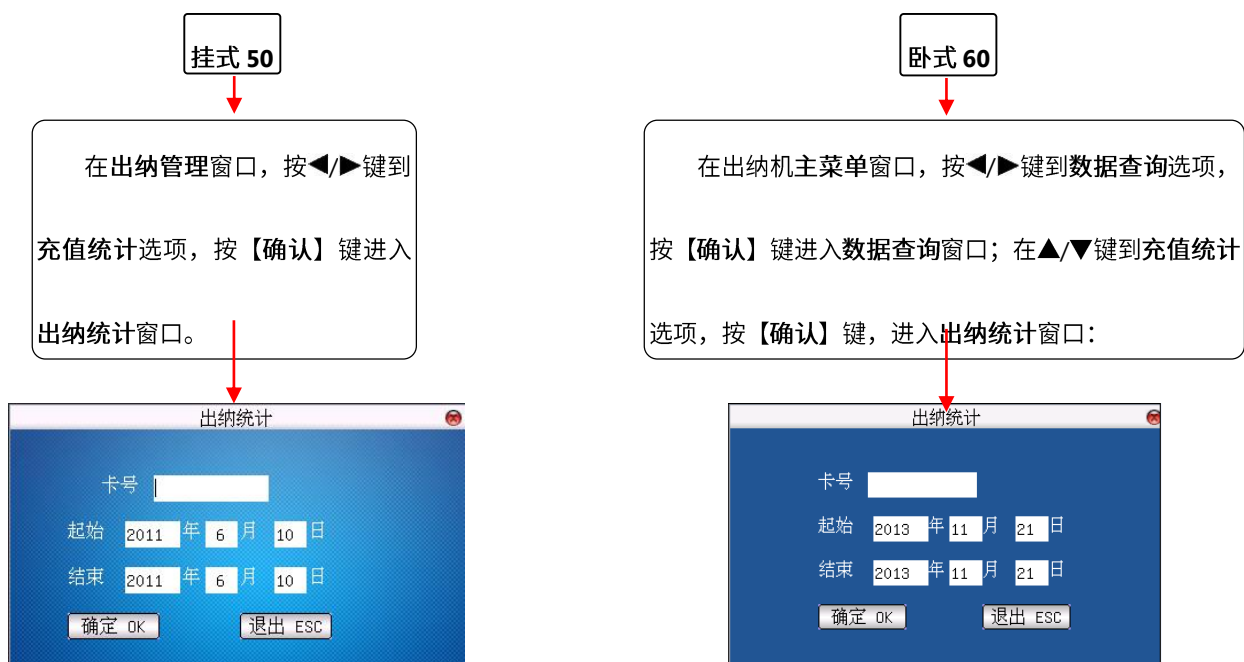 挂式 50
在出纳管理窗口，按◀/▶键到
充值统计选项，按【确认】键进入
出纳统计窗口。
出纳统计
卡号
起始 2011 年 6 月 10 日
结束 2011 年 6 月 10 日
确定 OK 退出 ESC
卧式 60
在出纳机主菜单窗口，按◀/▶键到数据查询选项，
按【确认】键进入数据查询窗口；在▲/▼键到充值统计
选项，按【确认】键，进入出纳统计窗口：
出纳统计
卡号
起始 2013 年 11 月 21 日
结束 2013 年 11 月 21 日
确定 OK 退出 ESC